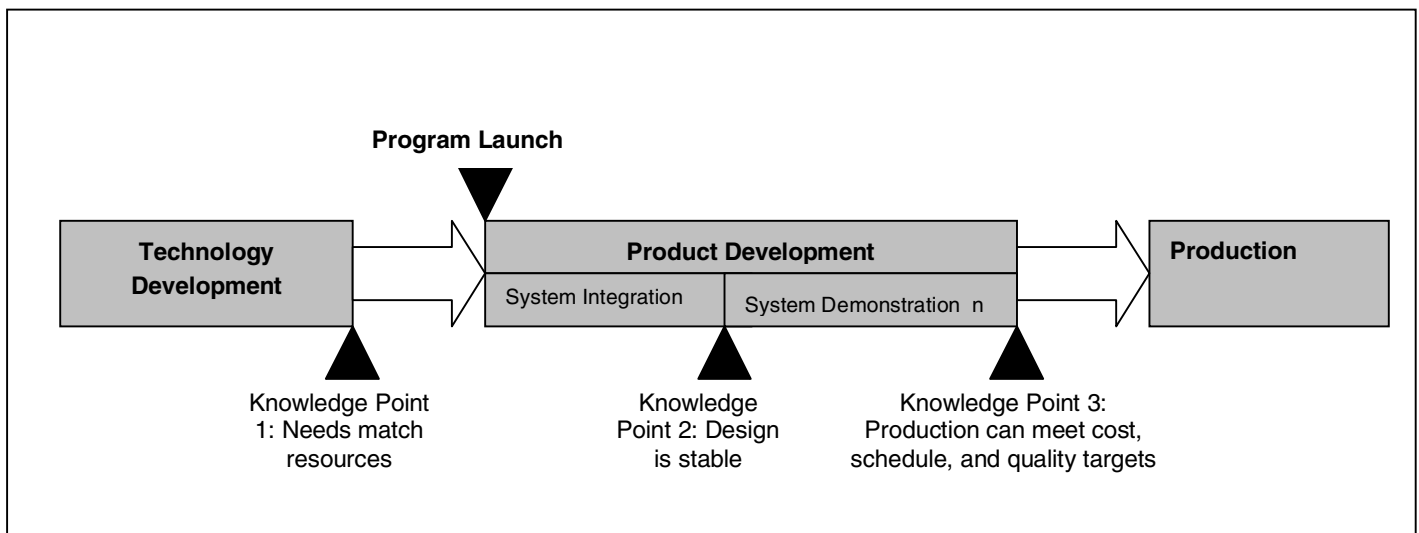 Program Launch
Technology
Development
Product Development
System Integration
System Demonstration n
Production
Knowledge Point
1: Needs match
resources
Knowledge
Point 2: Design
is stable
Knowledge Point 3:
Production can meet cost,
schedule, and quality targets